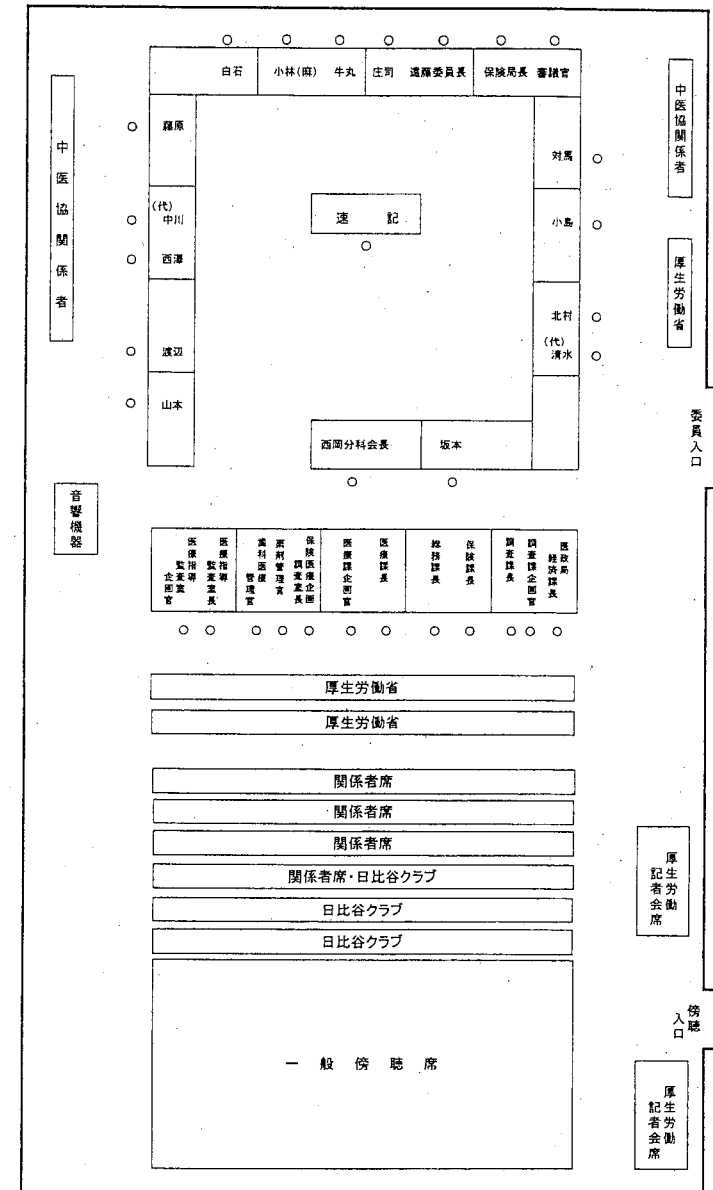 白石 小林(麻) 牛丸 庄司 遠藤委員長 保険局長 審議官
中医協関係者
藤原
(代)
中川
西澤
渡辺
山本
速記
対馬
小島
北村
(代)
清水
中医協関係者
厚生労働省
委員入口
西岡分科会長 坂本
音響機器
医療指導監査室企画官
医療指導監査室長
歯科医療管理官
薬剤管理官
保険医療企画調査室長
医療課企画官
医療課長
総務課長
保険課長
調査課長
調査課企画官
医政局経済課長
厚生労働省
厚生労働省
関係者席
関係者席
関係者席
関係者席・日比谷クラブ
日比谷クラブ
日比谷クラブ
厚生労働記者会席
傍聴入口
一般傍聴席
厚生労働記者会席